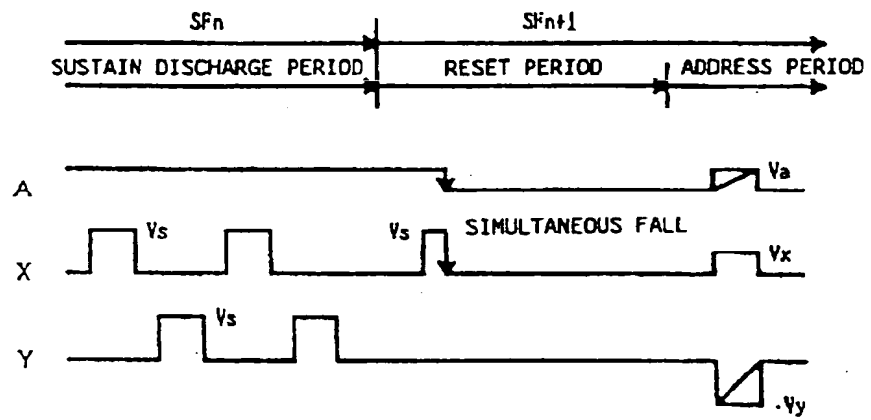 SFn SFn+1
SUSTAIN DISCHARGE PERIOD RESET PERIOD ADDRESS PERIOD
A Va
X Vs Vs SIMULTANEOUS FALL Vx
Y Vs
-Vy